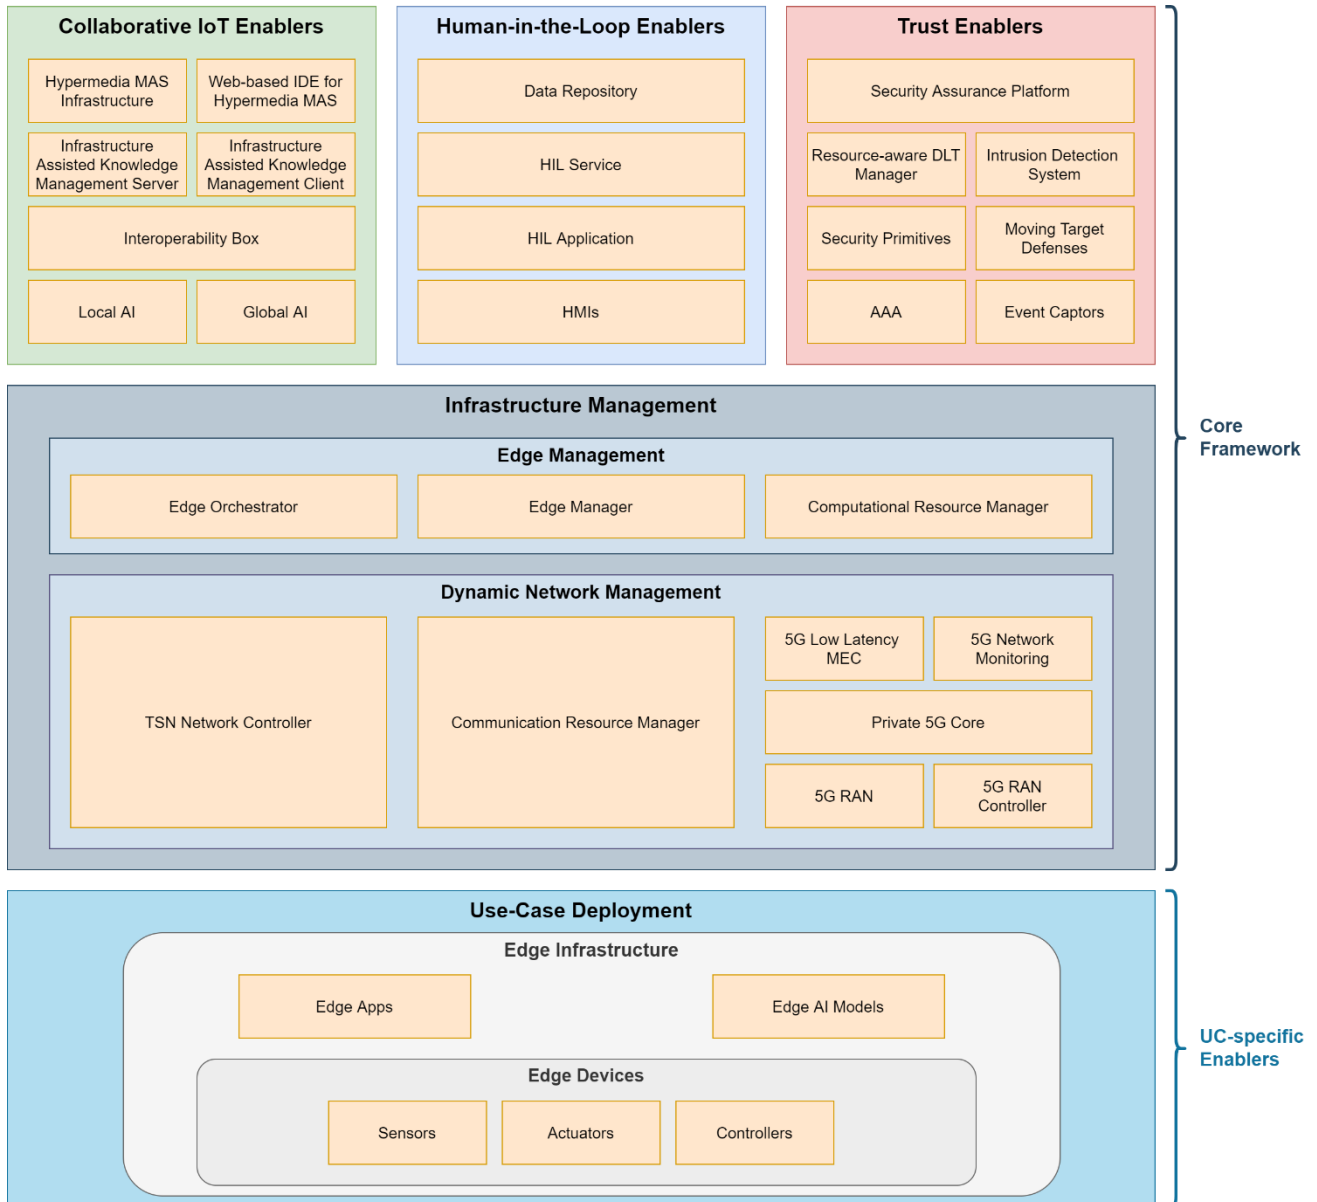 Collaborative IoT Enablers
Hypermedia MAS
Infrastructure
Web-based IDE for
Hypermedia MAS
Infrastructure
Assisted Knowledge
Management Server
Infrastructure
Assisted Knowledge
Management Client
Interoperability Box
Local AI
Global AI
Human-in-the-Loop Enablers
Data Repository
HIL Service
HIL Application
HMIs
Trust Enablers
Security Assurance Platform
Resource-aware DLT
Manager
Intrusion Detection
System
Security Primitives
Moving Target
Defenses
AAA
Event Captors
Infrastructure Management
Edge Management
Edge Orchestrator
Edge Manager
Computational Resource Manager
Dynamic Network Management
TSN Network Controller
Communication Resource Manager
5G Low Latency
MEC
5G Network
Monitoring
Private 5G Core
5G RAN
5G RAN
Controller
Core
Framework
Use-Case Deployment
Edge Infrastructure
Edge Apps
Edge AI Models
Edge Devices
Sensors
Actuators
Controllers
UC-specific
Enablers